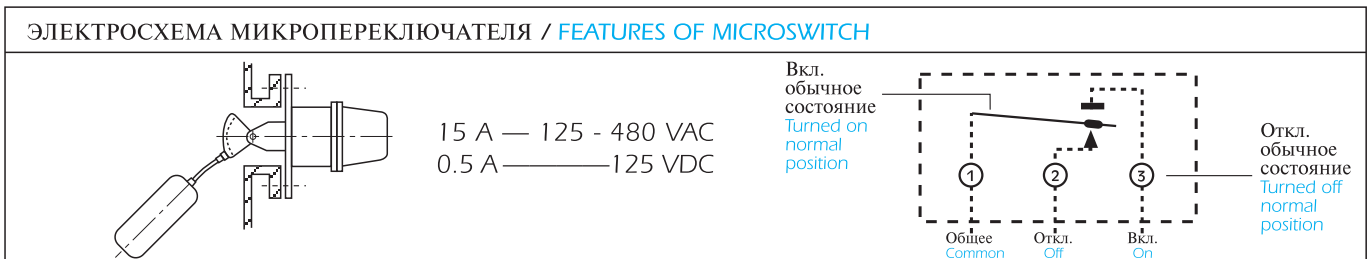 ЭЛЕКТРОСХЕМА МИКРОПЕРЕКЛЮЧАТЕЛЯ / FEATURES OF MICROSWITCH
15 A — 125 - 480 VAC
0.5 A ———— 125 VDC
Вкл.
обычное
состояние
Turned on
normal
position
1 2 3
Общее Откл. Вкл.
Common Off On
Откл.
обычное
состояние
Turned off
normal
position